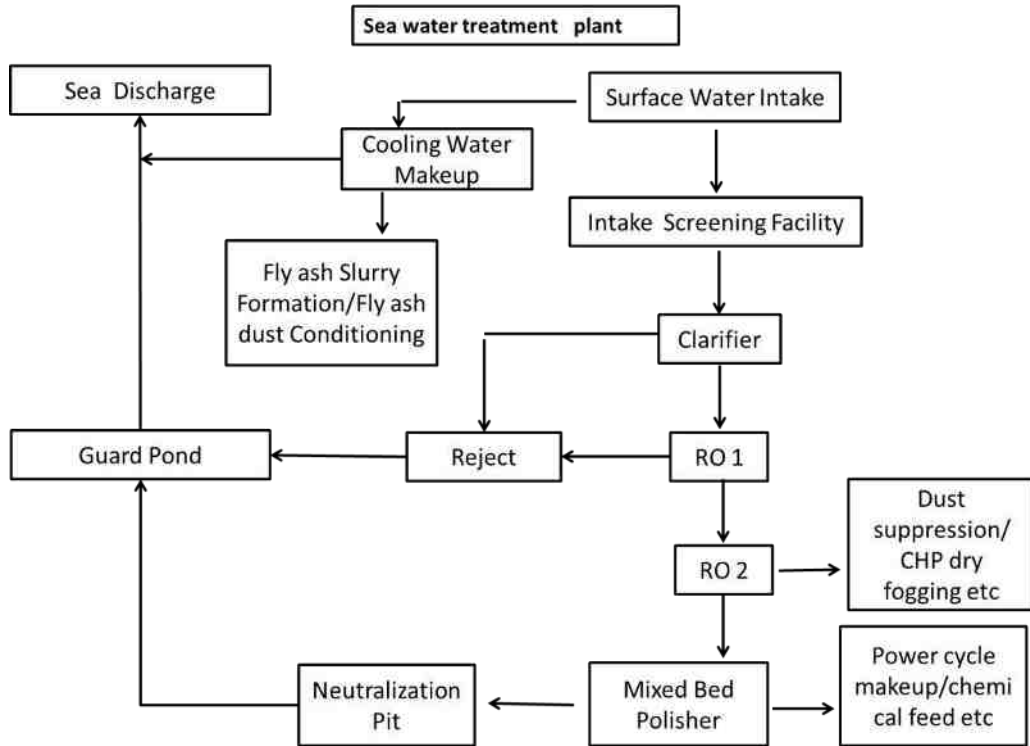 Sea water treatment plant
Sea Discharge
Surface Water Intake
Cooling Water
Makeup
Intake Screening Facility
Fly ash Slurry
Formation/Fly ash
dust Conditioning
Clarifier
Guard Pond
Reject
RO 1
Dust
suppression/
CHP dry
fogging etc
RO 2
Neutralization
Pit
Mixed Bed
Polisher
Power cycle
makeup/chemi
cal feed etc